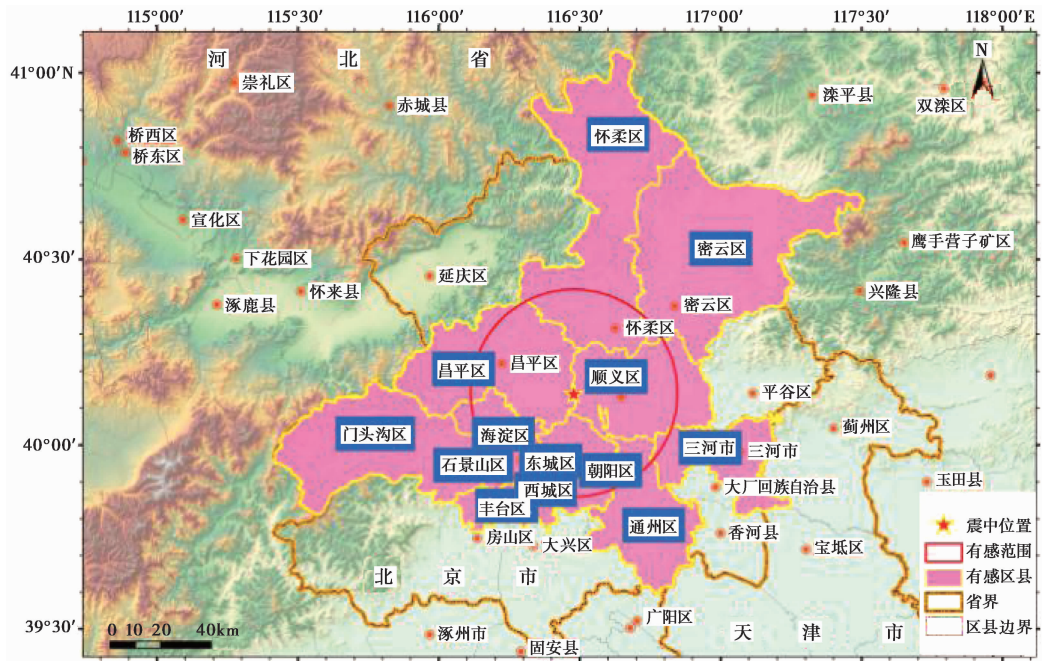 115°00′
115°30′
116°00′
116°30′
117°00′
117°30′
118°00′E
河 北 省
N
41°00′N
崇礼区
赤城县
滦平县
双滦区
桥西区
桥东区
怀柔区
宣化区
密云区
鹰手营子矿区
40°30′
下花园区
延庆区
怀来县
兴隆县
涿鹿县
密云区
怀柔区
昌平区
昌平区
顺义区
平谷区
40°00′
门头沟区
海淀区
三河市
三河市
蓟州区
石景山区
东城区
朝阳区
大厂回族自治县
玉田县
西城区
丰台区
通州区
房山区
大兴区
香河县
宝坻区
北 京 市
震中位置
有感范围
有感区县
省界
区县边界
39°30′
0 10 20 40km
涿州市
固安县
广阳区
天 津 市